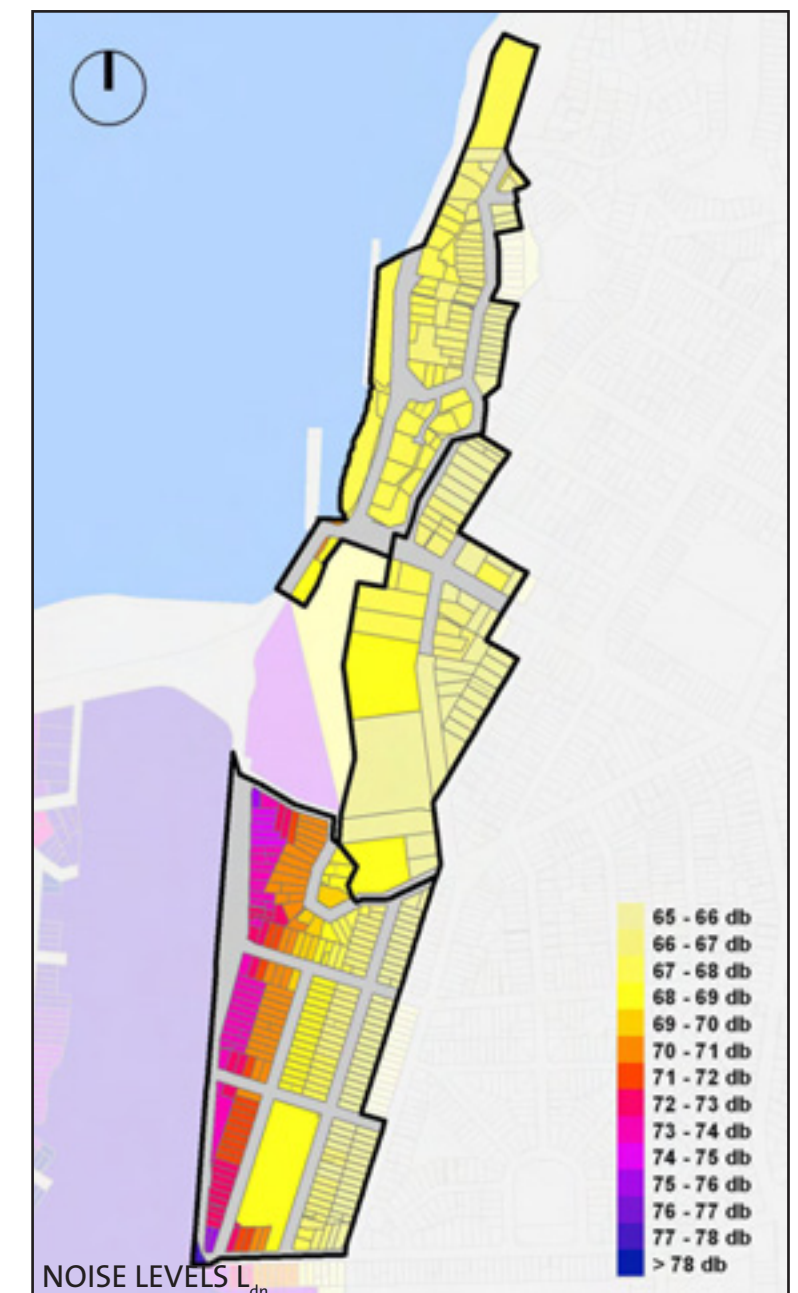 65 - 66 db
66 - 67 db
67 - 68 db
68 - 69 db
69 - 70 db
70 - 71 db
71 - 72 db
72 - 73 db
73 - 74 db
74 - 75 db
75 - 76 db
76 - 77 db
77 - 78 db
> 78 db
NOISE LEVELS Ldn